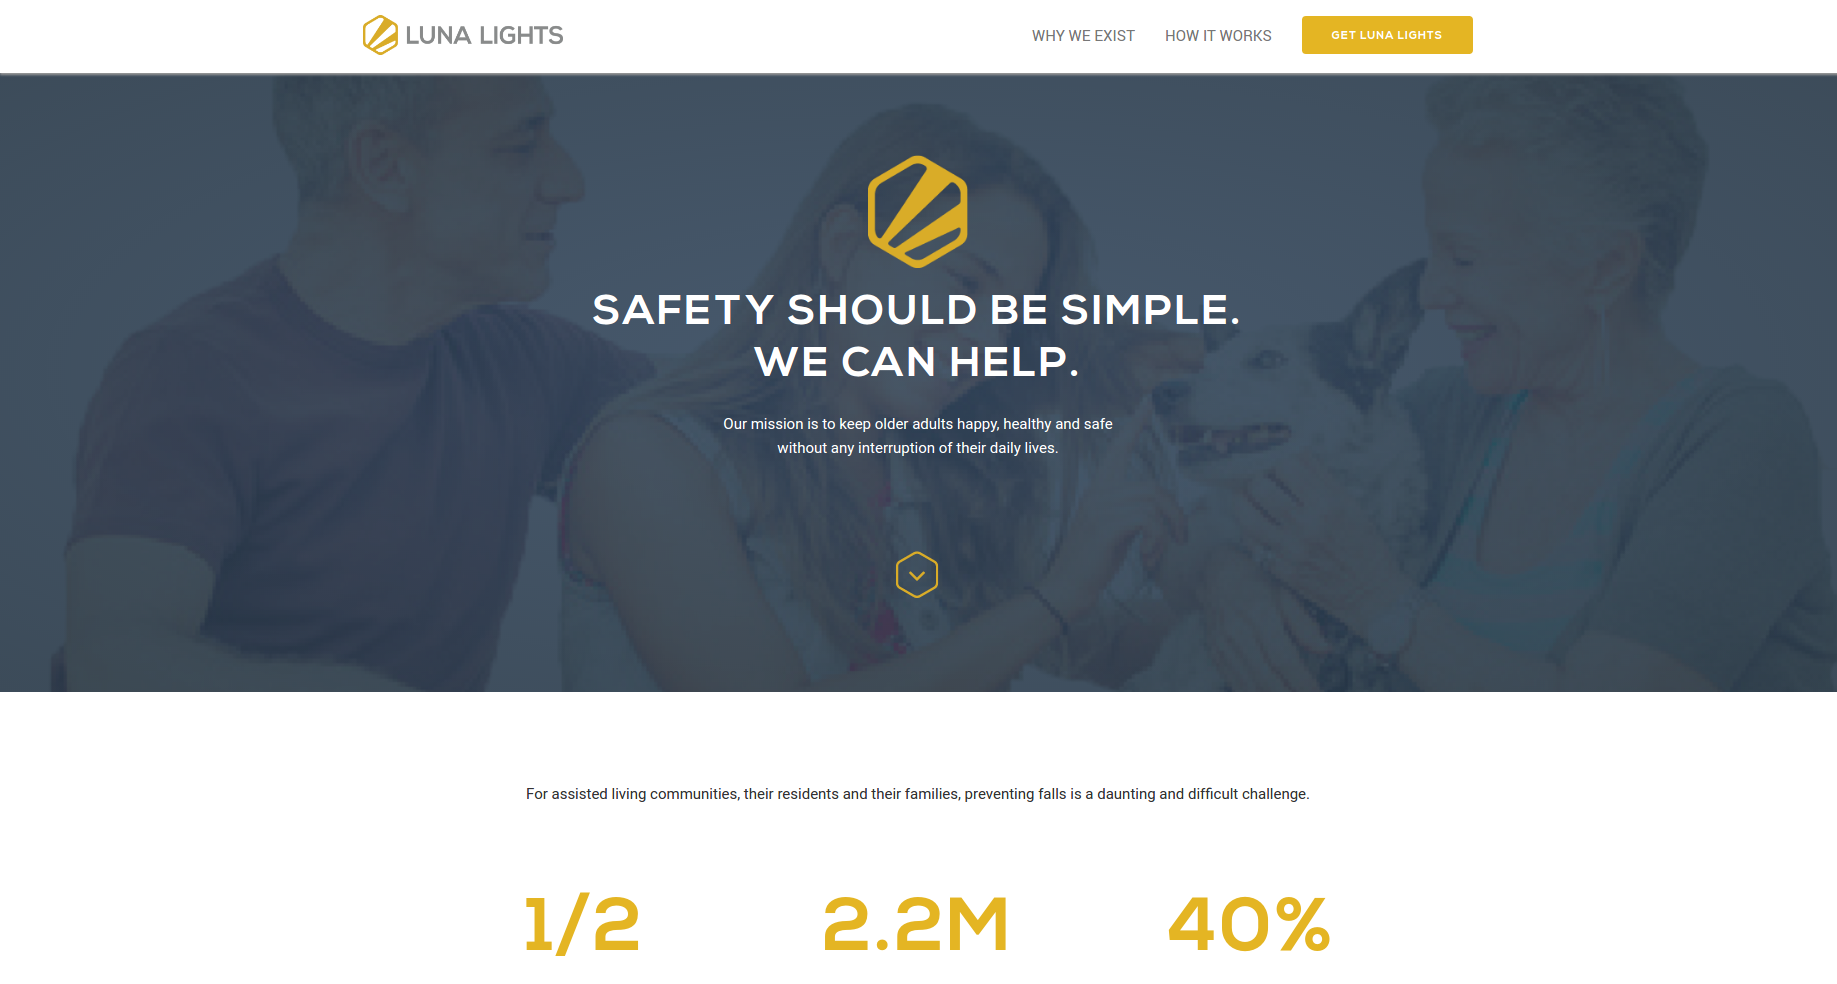 LUNA LIGHTS
WHY WE EXIST
HOW IT WORKS
GET LUNA LIGHTS
SAFETY SHOULD BE SIMPLE.
WE CAN HELP.
Our mission is to keep older adults happy, healthy and safe
without any interruption of their daily lives.
For assisted living communities, their residents and their families, preventing falls is a daunting and difficult challenge.
1/2
2.2M
40%